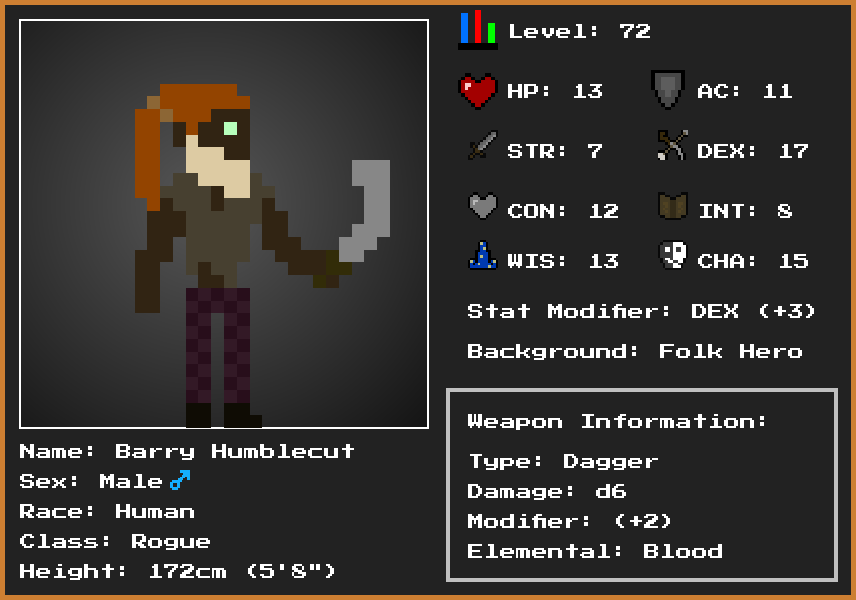 Level: 72
HP: 13 AC: 11
STR: 7 DEX: 17
CON: 12 INT: 8
WIS: 13 CHA: 15
Stat Modifier: DEX (+3)
Background: Folk Hero
Weapon Information:
Type: Dagger
Damage: d6
Modifier: (+2)
Elemental: Blood
Name: Barry Humblecut
Sex: Male ♂
Race: Human
Class: Rogue
Height: 172cm (5'8")